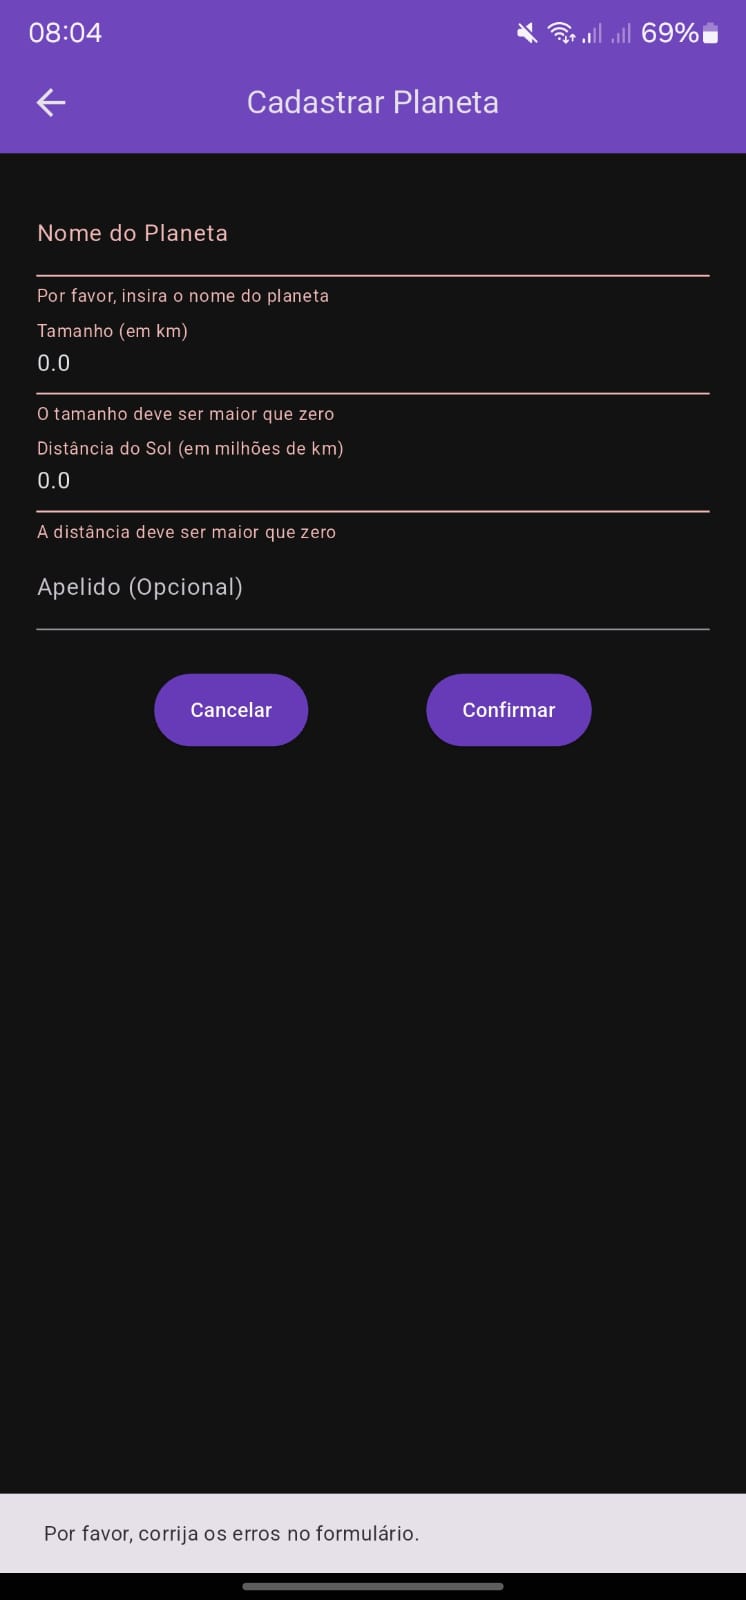 08:04 69%
Cadastrar Planeta
Nome do Planeta
Por favor, insira o nome do planeta
Tamanho (em km)
0.0
O tamanho deve ser maior que zero
Distância do Sol (em milhões de km)
0.0
A distância deve ser maior que zero
Apelido (Opcional)
Cancelar Confirmar
Por favor, corrija os erros no formulário.